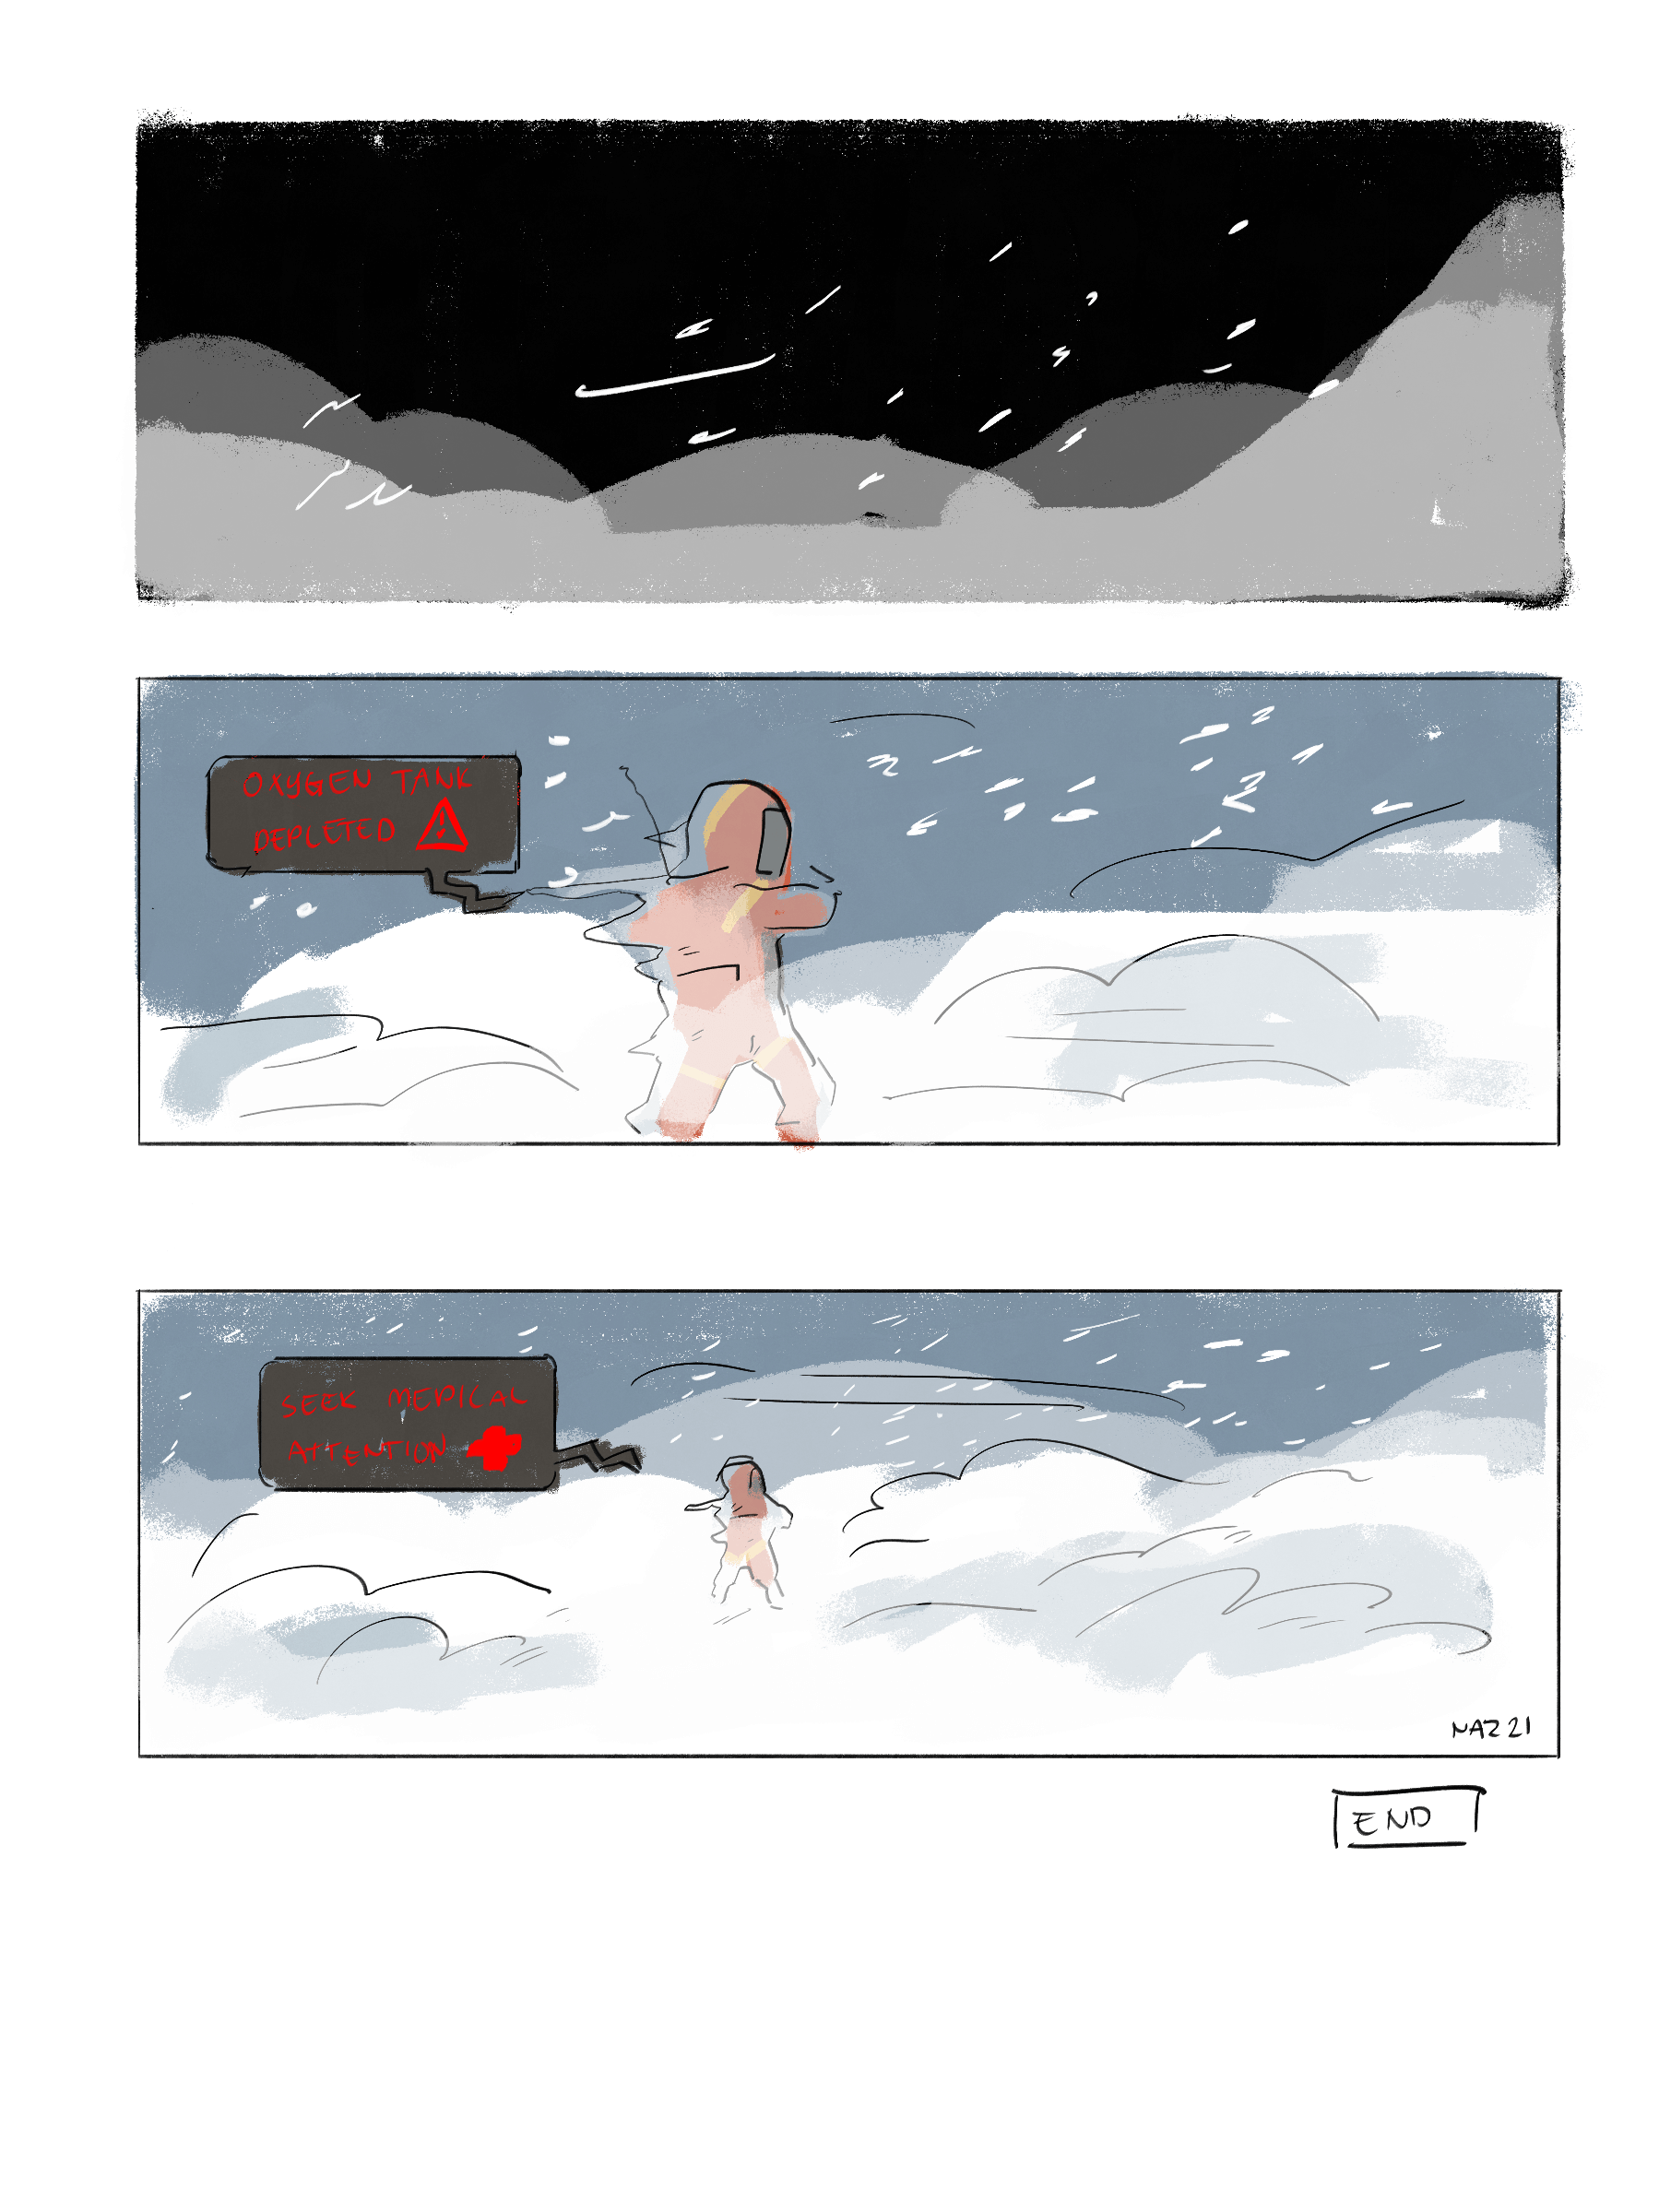 OXYGEN TANK
DEPLETED
SEEK MEDICAL
ATTENTION
NAZ 21
END